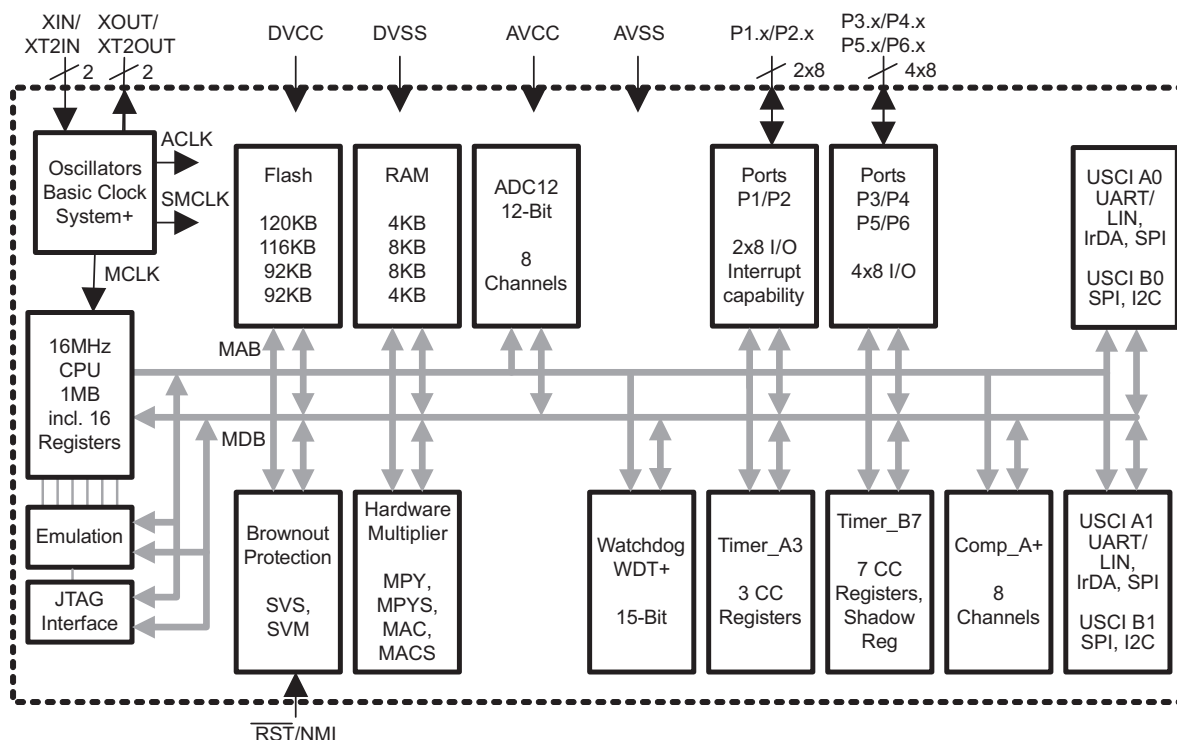 XIN/
XT2IN
XOUT/
XT2OUT
DVCC
DVSS
AVCC
AVSS
P1.x/P2.x
P3.x/P4.x
P5.x/P6.x
2
2
2x8
4x8
Oscillators
Basic Clock
System+
ACLK
SMCLK
MCLK
Flash
120KB
116KB
92KB
92KB
RAM
4KB
8KB
8KB
4KB
ADC12
12-Bit
8
Channels
Ports
P1/P2
2x8 I/O
Interrupt
capability
Ports
P3/P4
P5/P6
4x8 I/O
USCI A0
UART/
LIN,
IrDA, SPI
USCI B0
SPI, I2C
16MHz
CPU
1MB
incl. 16
Registers
MAB
MDB
Emulation
JTAG
Interface
Brownout
Protection
SVS,
SVM
Hardware
Multiplier
MPY,
MPYS,
MAC,
MACS
Watchdog
WDT+
15-Bit
Timer_A3
3 CC
Registers
Timer_B7
7 CC
Registers,
Shadow
Reg
Comp_A+
8
Channels
USCI A1
UART/
LIN,
IrDA, SPI
USCI B1
SPI, I2C
RST/NMI